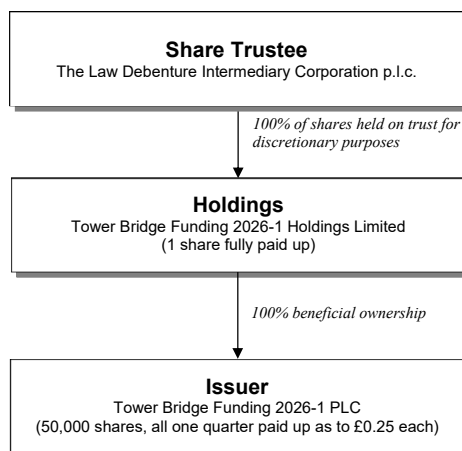 Share Trustee
The Law Debenture Intermediary Corporation p.l.c.
100% of shares held on trust for
discretionary purposes
Holdings
Tower Bridge Funding 2026-1 Holdings Limited
(1 share fully paid up)
100% beneficial ownership
Issuer
Tower Bridge Funding 2026-1 PLC
(50,000 shares, all one quarter paid up as to £0.25 each)